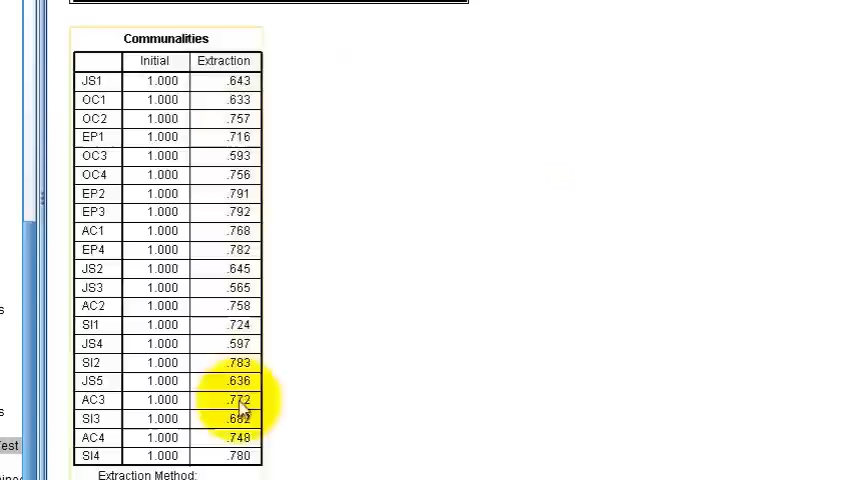 Communalities
Initial Extraction
JS1 1.000 .643
OC1 1.000 .633
OC2 1.000 .757
EP1 1.000 .716
OC3 1.000 .593
OC4 1.000 .756
EP2 1.000 .791
EP3 1.000 .792
AC1 1.000 .768
EP4 1.000 .782
JS2 1.000 .645
JS3 1.000 .565
AC2 1.000 .758
SI1 1.000 .724
JS4 1.000 .597
SI2 1.000 .783
JS5 1.000 .636
AC3 1.000 .772
SI3 1.000 .682
AC4 1.000 .748
SI4 1.000 .780
Extraction Method:
s
s
Test